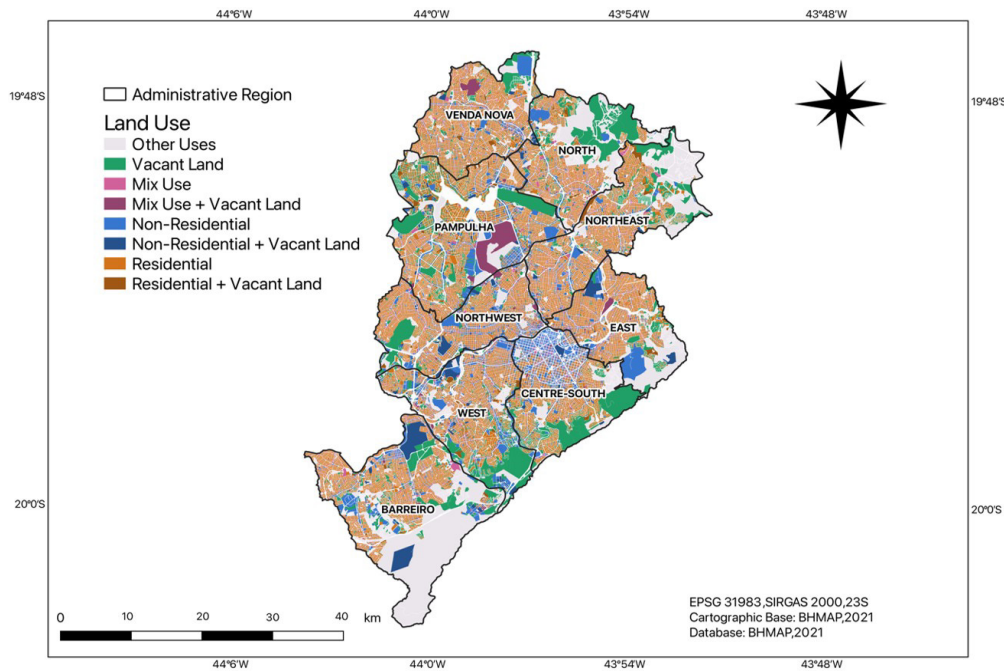 44°6'W 44°0'W 43°54'W 43°48'W
19°48'S
19°48'S
Administrative Region
Land Use
Other Uses
Vacant Land
Mix Use
Mix Use + Vacant Land
Non-Residential
Non-Residential + Vacant Land
Residential
Residential + Vacant Land
VENDA NOVA
NORTH
NORTHEAST
PAMPULHA
NORTHWEST
EAST
CENTRE-SOUTH
WEST
BARREIRO
20°0'S
20°0'S
0 10 20 30 40 km
EPSG 31983,SIRGAS 2000,23S
Cartographic Base: BHMAP,2021
Database: BHMAP,2021
44°6'W 44°0'W 43°54'W 43°48'W